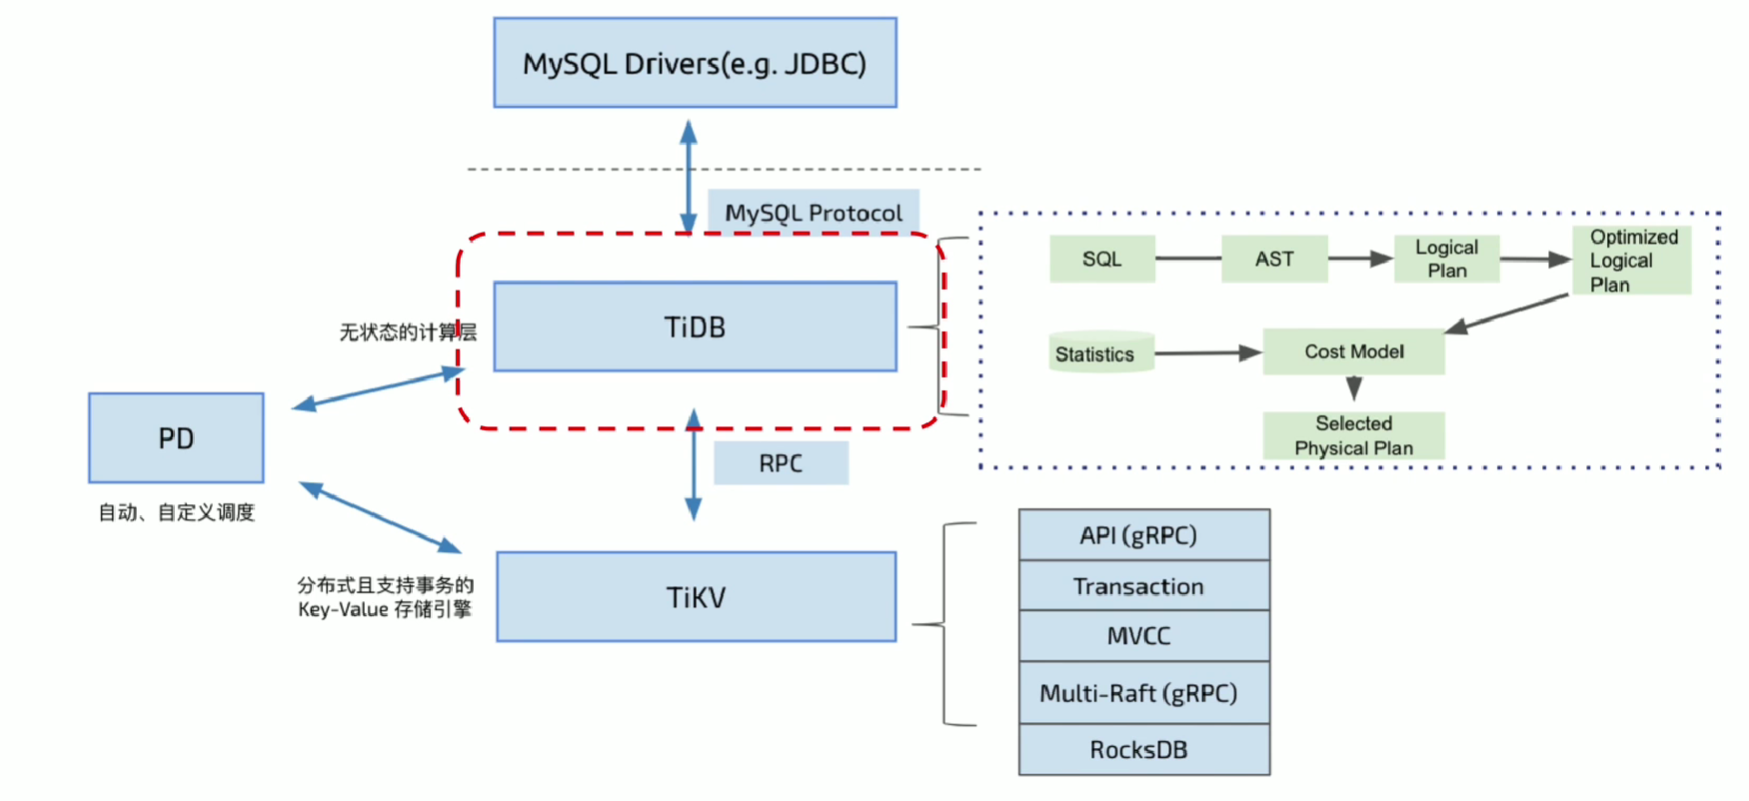 MySQL Drivers(e.g. JDBC)
MySQL Protocol
无状态的计算层
TiDB
PD
自动、自定义调度
RPC
分布式且支持事务的
Key-Value 存储引擎
TiKV
SQL
AST
Logical
Plan
Optimized
Logical
Plan
Statistics
Cost Model
Selected
Physical Plan
API (gRPC)
Transaction
MVCC
Multi-Raft (gRPC)
RocksDB